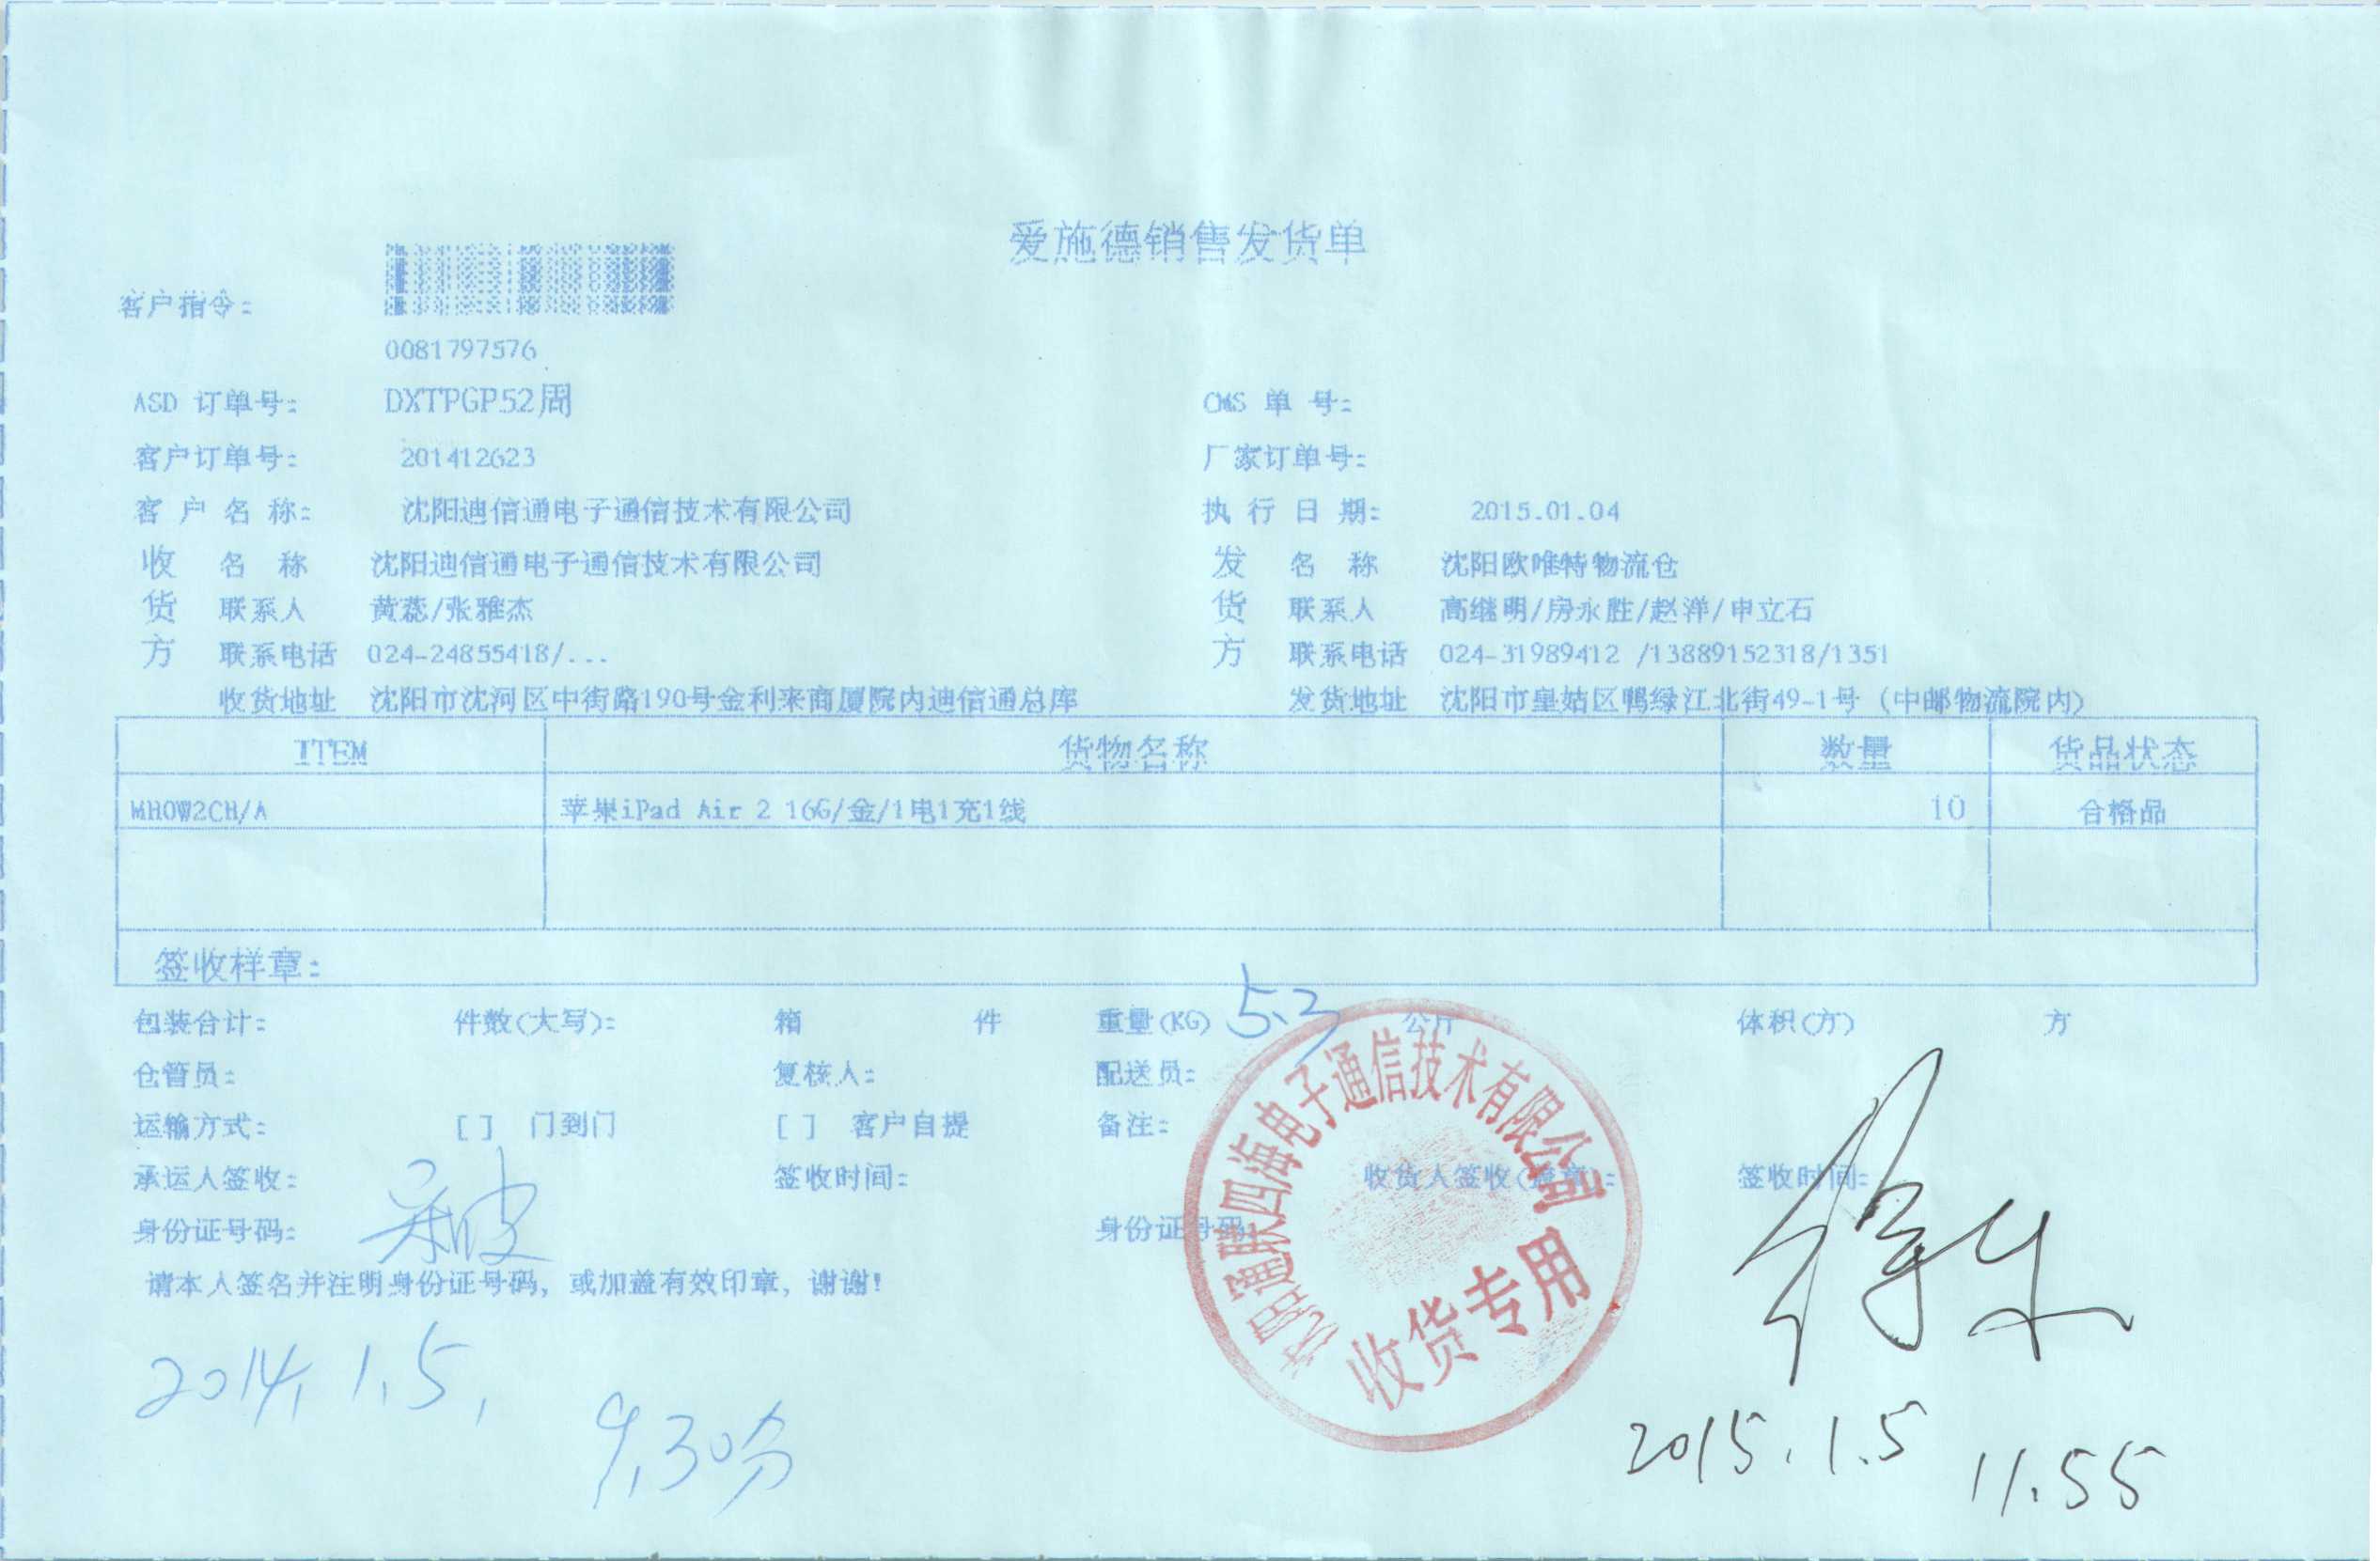 爱施德销售发货单
客户指令:
0081797576
ASD 订单号: DXTPGP52周 CMS 单 号:
客户订单号: 201412623 厂家订单号:
客 户 名 称: 沈阳迪信通电子通信技术有限公司 执 行 日 期: 2015.01.04
收 名 称 沈阳迪信通电子通信技术有限公司 发 名 称 沈阳欧唯特物流仓
货 联系人 黄蕊/张雅杰 货 联系人 高继明/房永胜/赵洋/申立石
方 联系电话 024-24855418/... 方 联系电话 024-31989412 /13889152318/1351
收货地址 沈阳市沈河区中街路190号金利来商厦院内迪信通总库 发货地址 沈阳市皇姑区鸭绿江北街49-1号 (中邮物流院内)
ITEM 货物名称 数量 货品状态
MH0W2CH/A 苹果iPad Air 2 16G/金/1电1充1线 10 合格品
签收样章:
包装合计: 件数(大写): 箱 件 重量(KG) 5.3 公斤 体积(方) 方
仓管员: 复核人: 配送员:
运输方式: [ ] 门到门 [ ] 客户自提 备注:
承运人签收: 签收时间: 收货人签收(盖章): 签收时间:
身份证号码: 身份证号码:
请本人签名并注明身份证号码, 或加盖有效印章, 谢谢!
沈阳通联四海电子通信技术有限公司
收货专用
2014.1.5.
9.30分
2015.1.5
11.55